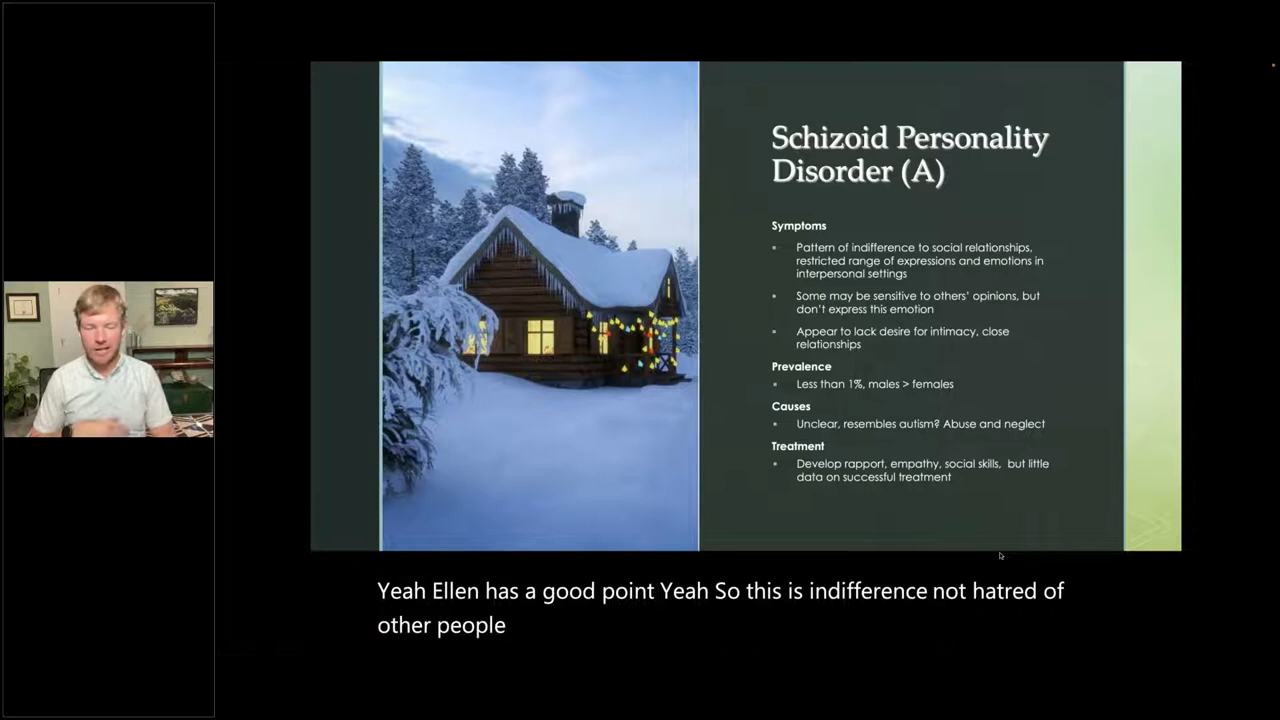 Schizoid Personality
Disorder (A)
Symptoms
▪ Pattern of indifference to social relationships,
restricted range of expressions and emotions in
interpersonal settings
▪ Some may be sensitive to others’ opinions, but
don’t express this emotion
▪ Appear to lack desire for intimacy, close
relationships
Prevalence
▪ Less than 1%, males > females
Causes
▪ Unclear, resembles autism? Abuse and neglect
Treatment
▪ Develop rapport, empathy, social skills, but little
data on successful treatment
Yeah Ellen has a good point Yeah So this is indifference not hatred of
other people